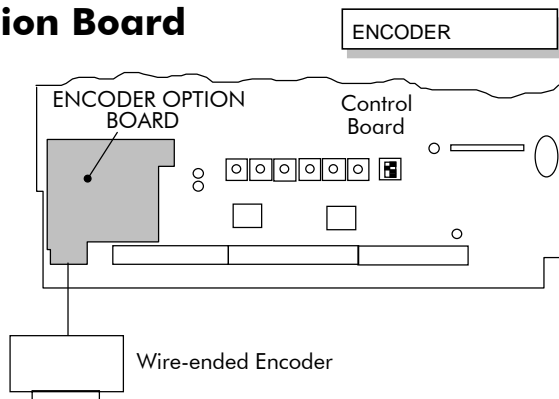 ion Board
ENCODER
ENCODER OPTION
BOARD
Control
Board
Wire-ended Encoder